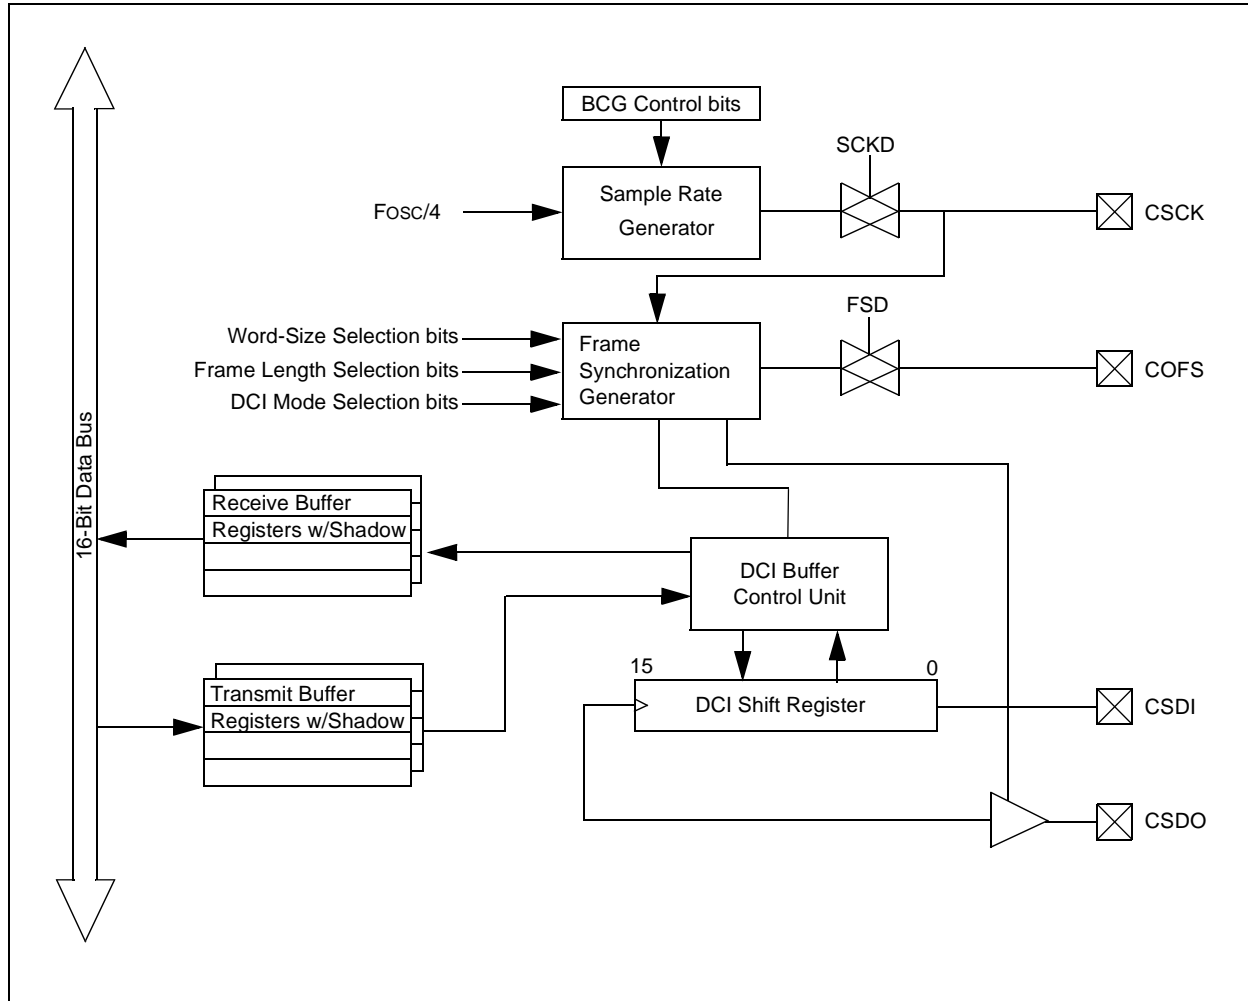 BCG Control bits
SCKD
Sample Rate
Generator
FOSC/4
CSCK
FSD
Word-Size Selection bits
Frame Length Selection bits
DCI Mode Selection bits
Frame
Synchronization
Generator
COFS
16-Bit Data Bus
Receive Buffer
Registers w/Shadow
DCI Buffer
Control Unit
Transmit Buffer
Registers w/Shadow
15
0
DCI Shift Register
CSDI
CSDO